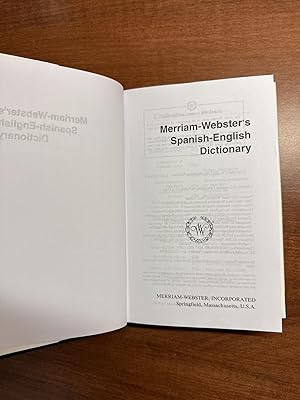 Merriam-Webster's
Spanish-English
Dictionary
MERRIAM-WEBSTER, INCORPORATED
Springfield, Massachusetts, U.S.A.